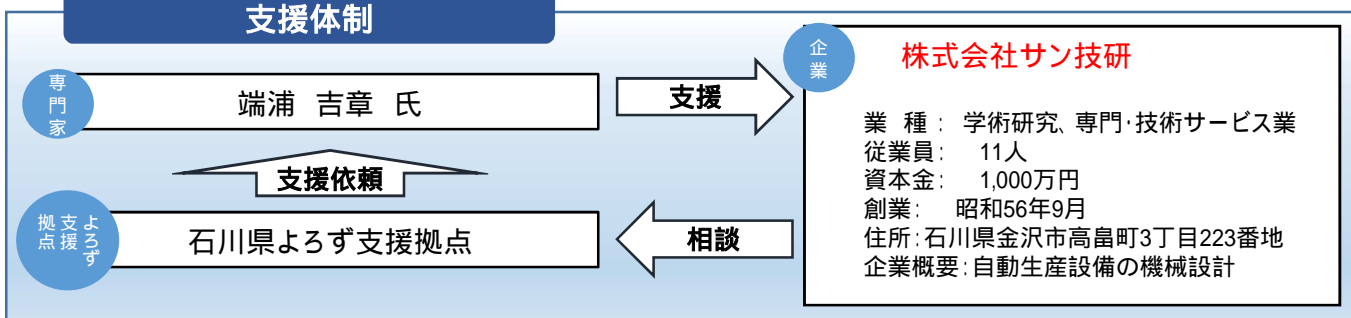 支援体制
専門家
端浦 吉章 氏
支援
支援依頼
よろず支援拠点
石川県よろず支援拠点
相談
企業
株式会社サン技研
業 種 : 学術研究、専門・技術サービス業
従業員: 11人
資本金: 1,000万円
創業: 昭和56年9月
住所:石川県金沢市高畠町3丁目223番地
企業概要:自動生産設備の機械設計